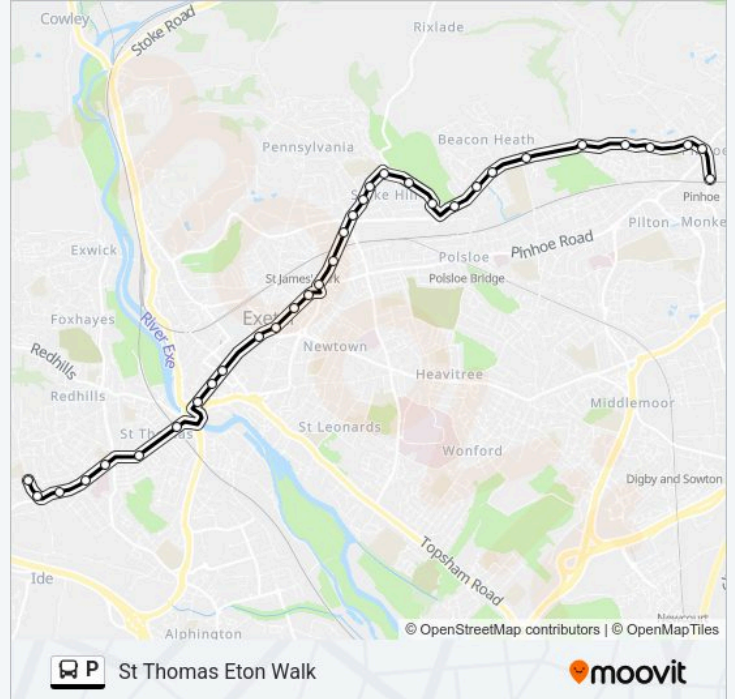 Cowley
Stoke Road
Rixlade
Pennsylvania
Beacon Heath
Stoke Hill
Pinhoe
Pilton
Monke
Exwick
Polsloe
Pinhoe Road
St James' Park
Polsloe Bridge
River Exe
Foxhayes
Exeter
Redhills
Newtown
Heavitree
Redhills
Middlemoor
St Thomas
St Leonards
Wonford
Digby and Sowton
Topsham Road
Ide
Newcourt
Alphington
© OpenStreetMap contributors | © OpenMapTiles
P St Thomas Eton Walk
moovit